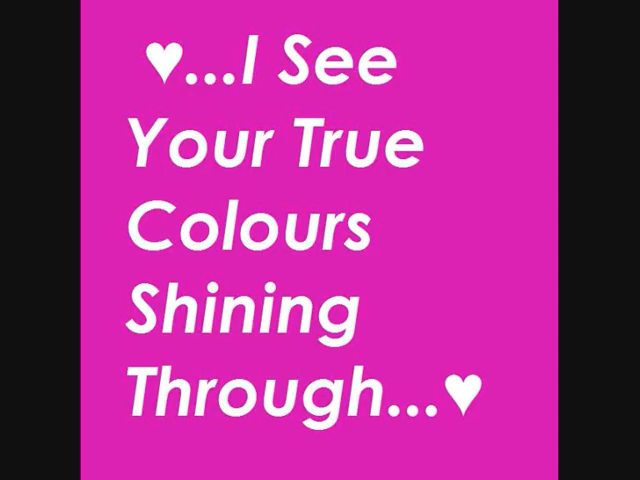 ♥...I See
Your True
Colours
Shining
Through...♥